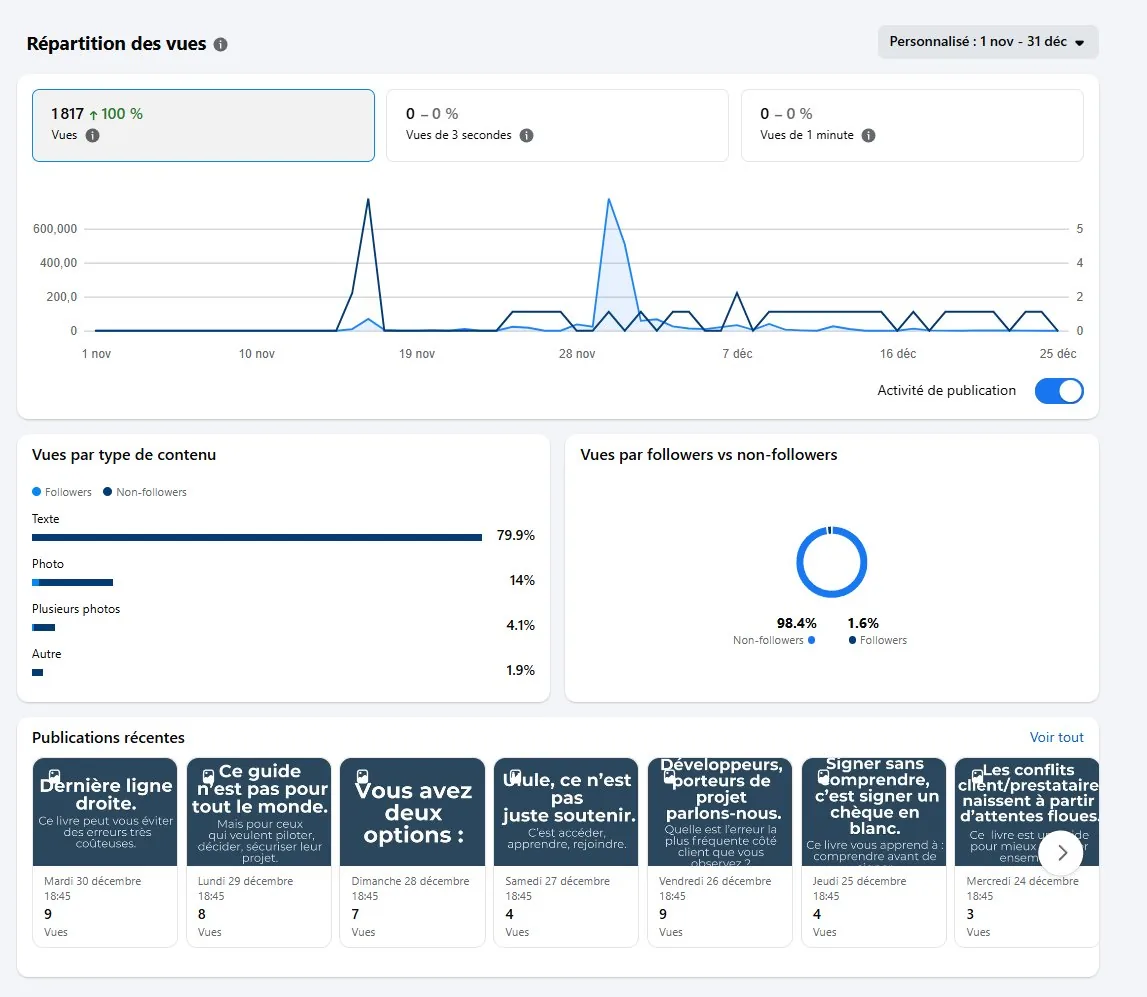 Répartition des vues
Personnalisé : 1 nov - 31 déc
1 817 ↑ 100 %
Vues
0 – 0 %
Vues de 3 secondes
0 – 0 %
Vues de 1 minute
600,000
400,00
200,0
0
5
4
2
0
1 nov
10 nov
19 nov
28 nov
7 déc
16 déc
25 déc
Activité de publication
Vues par type de contenu
Followers
Non-followers
Texte
79.9%
Photo
14%
Plusieurs photos
4.1%
Autre
1.9%
Vues par followers vs non-followers
98.4%
Non-followers
1.6%
Followers
Publications récentes
Voir tout
Dernière ligne
droite.
Ce livre peut vous éviter
des erreurs très
coûteuses.
Mardi 30 décembre
18:45
9
Vues
Ce guide
n'est pas pour
tout le monde.
Mais pour ceux
qui veulent piloter,
décider, sécuriser leur
projet.
Lundi 29 décembre
18:45
8
Vues
Vous avez
deux
options :
Dimanche 28 décembre
18:45
7
Vues
ce n'est
pas
juste soutenir.
C'est accéder,
apprendre, rejoindre.
Samedi 27 décembre
18:45
4
Vues
Développeurs,
porteurs de
projet
parlons-nous.
Quelle est l'erreur la
plus fréquente côté
client que vous
observez ?
Vendredi 26 décembre
18:45
9
Vues
Signer sans
comprendre,
c'est signer un
chèque en
blanc.
Ce livre vous apprend à :
comprendre avant de
Jeudi 25 décembre
18:45
4
Vues
Les conflits
client/prestataire
naissent à partir
d'attentes floues.
Ce livre est
pour mieux
Mercredi 24 décembre
18:45
3
Vues